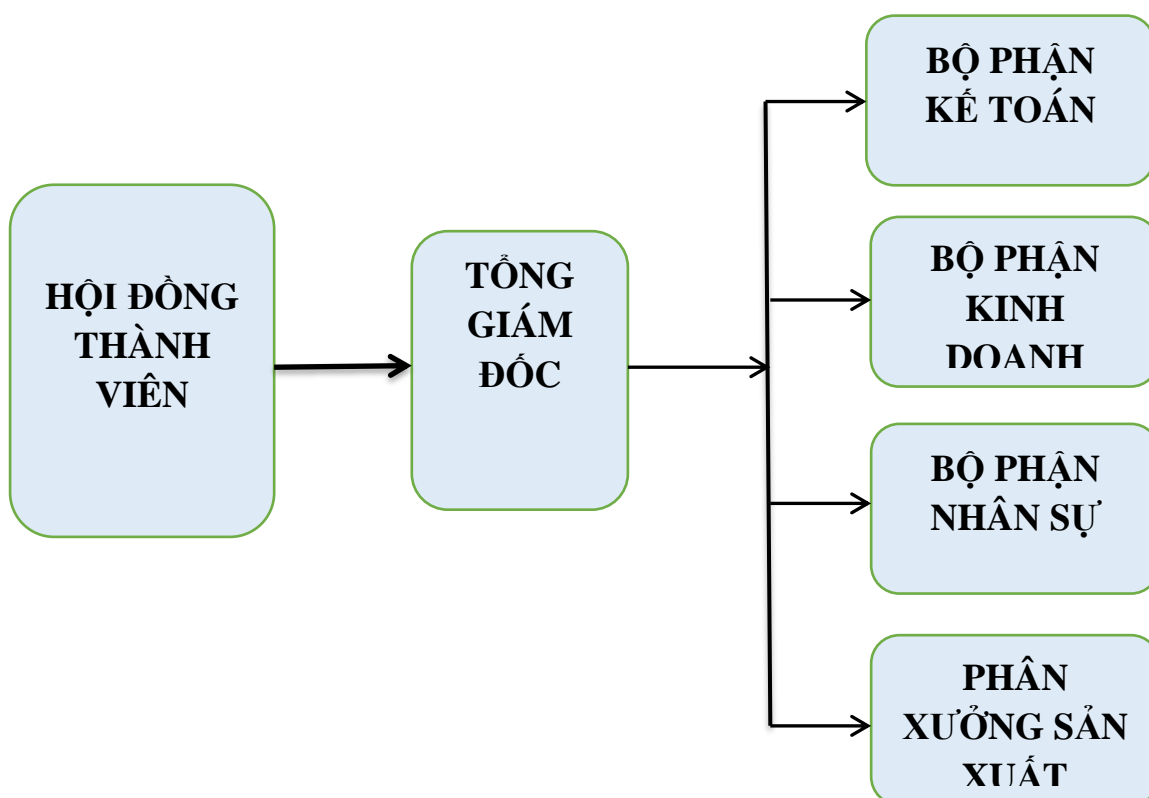 HỘI ĐỒNG
THÀNH
VIÊN
TỔNG
GIÁM
ĐỐC
BỘ PHẬN
KẾ TOÁN
BỘ PHẬN
KINH
DOANH
BỘ PHẬN
NHÂN SỰ
PHÂN
XƯỞNG SẢN
XUẤT